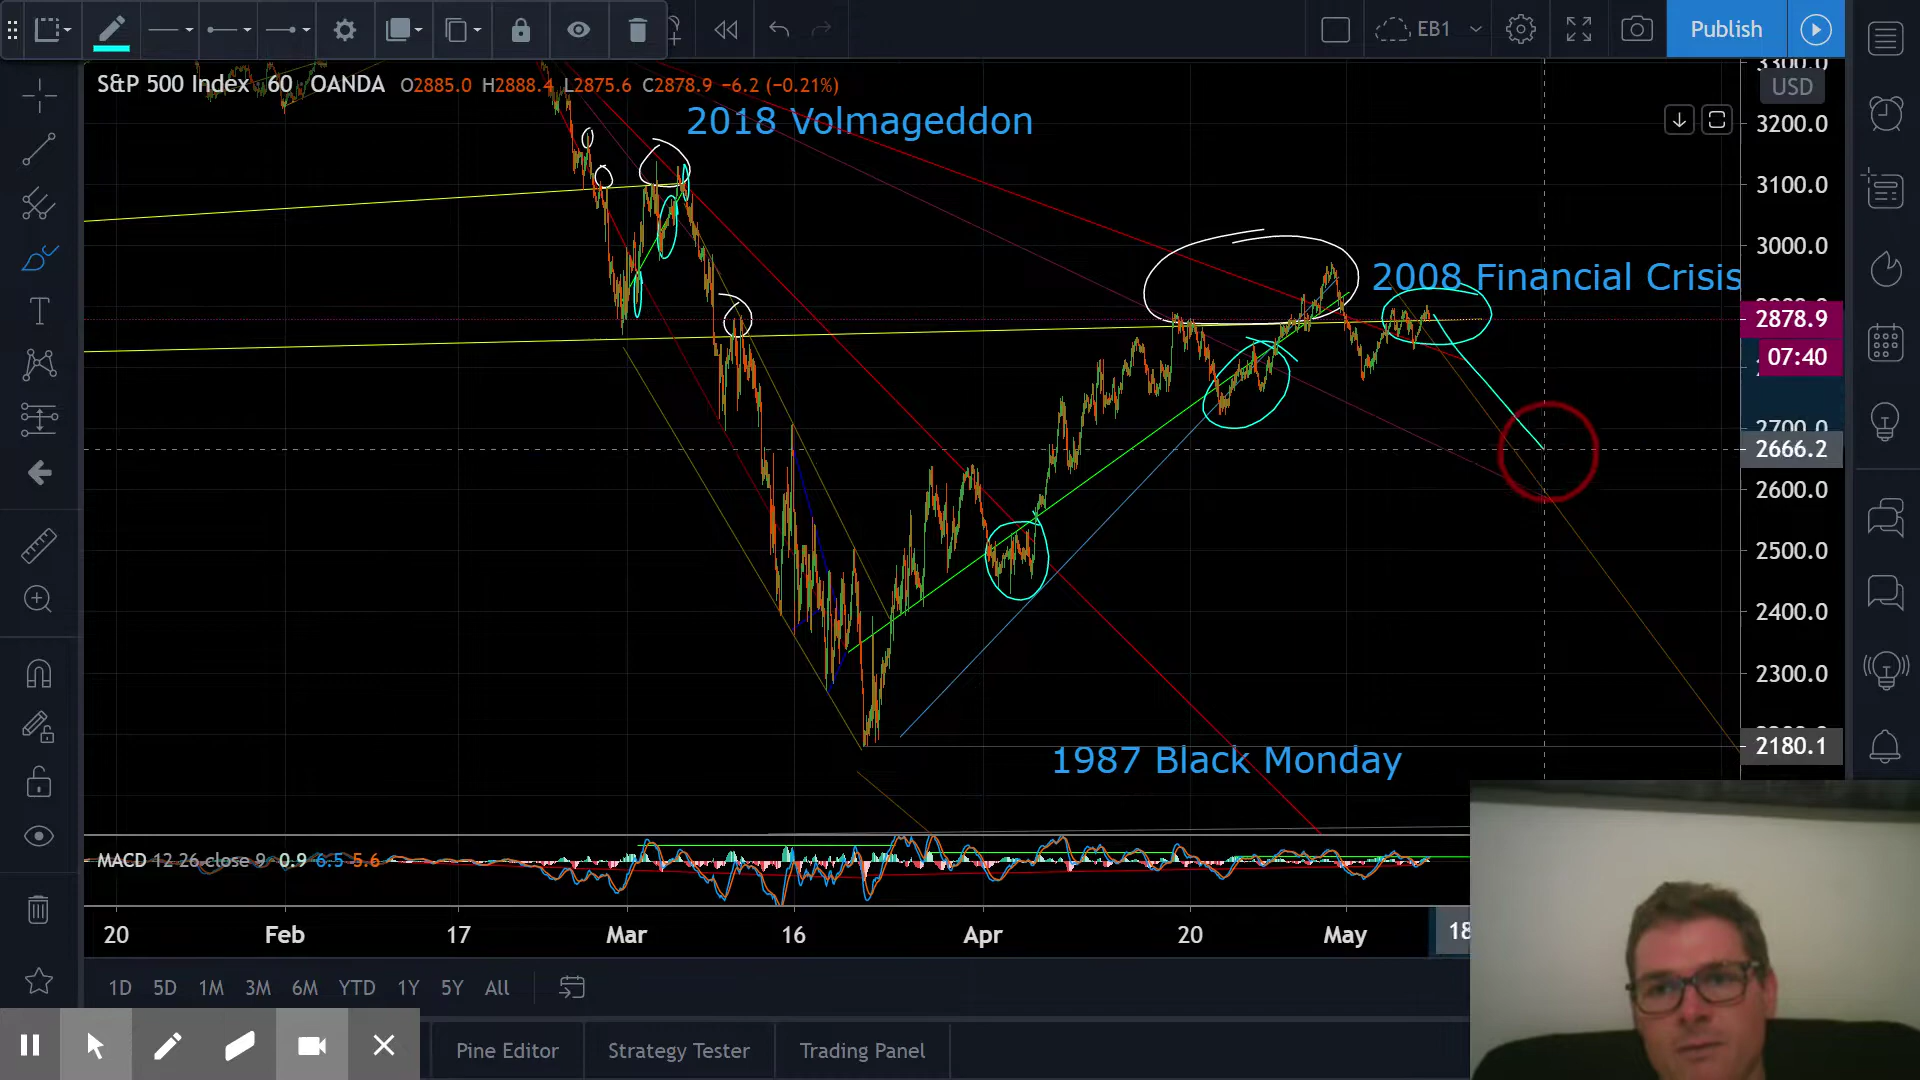 EB1
Publish
S&P 500 Index 60 OANDA O2885.0 H2888.4 L2875.6 C2878.9 −6.2 (−0.21%)
USD
3300.0
2018 Volmageddon
3200.0
3100.0
3000.0
2008 Financial Crisis
2878.9
07:40
2700.0
2666.2
2600.0
2500.0
2400.0
2300.0
2180.1
1987 Black Monday
MACD 12 26 close 9 0.9 6.5 5.6
20 Feb 17 Mar 16 Apr 20 May 18
1D 5D 1M 3M 6M YTD 1Y 5Y All
Pine Editor Strategy Tester Trading Panel